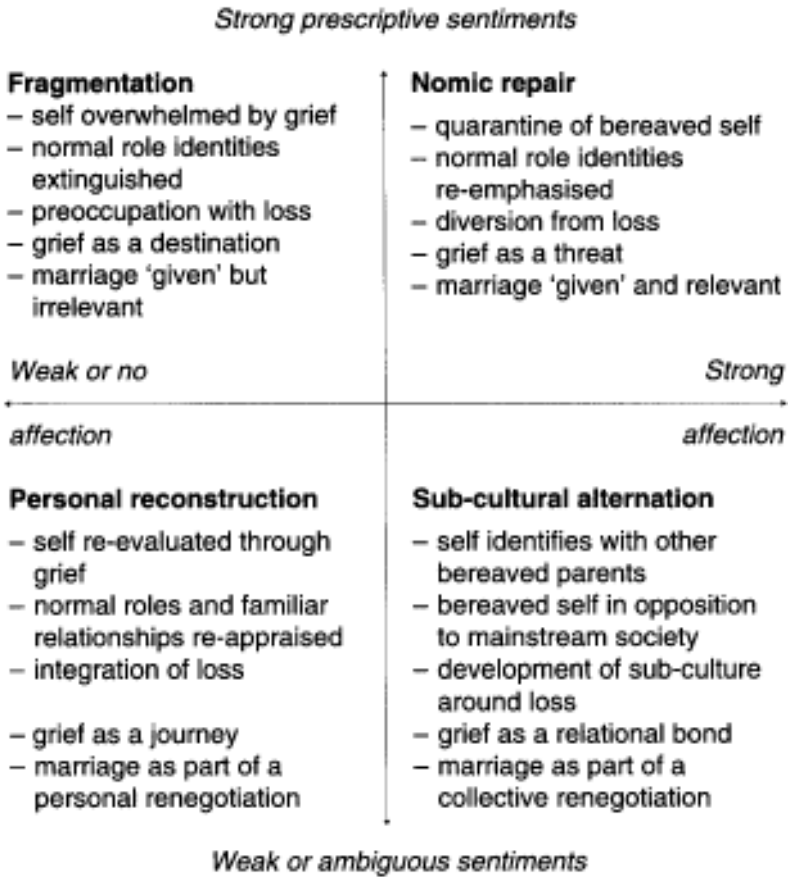 Strong prescriptive sentiments
Fragmentation
– self overwhelmed by grief
– normal role identities
extinguished
– preoccupation with loss
– grief as a destination
– marriage ‘given’ but
irrelevant
Nomic repair
– quarantine of bereaved self
– normal role identities
re-emphasised
– diversion from loss
– grief as a threat
– marriage ‘given’ and relevant
Weak or no
affection
Strong
affection
Personal reconstruction
– self re-evaluated through
grief
– normal roles and familiar
relationships re-appraised
– integration of loss
– grief as a journey
– marriage as part of a
personal renegotiation
Sub-cultural alternation
– self identifies with other
bereaved parents
– bereaved self in opposition
to mainstream society
– development of sub-culture
around loss
– grief as a relational bond
– marriage as part of a
collective renegotiation
Weak or ambiguous sentiments